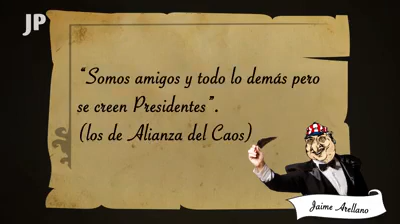 JP
“Somos amigos y todo lo demás pero
se creen Presidentes”.
(los de Alianza del Caos)
Jaime Arellano